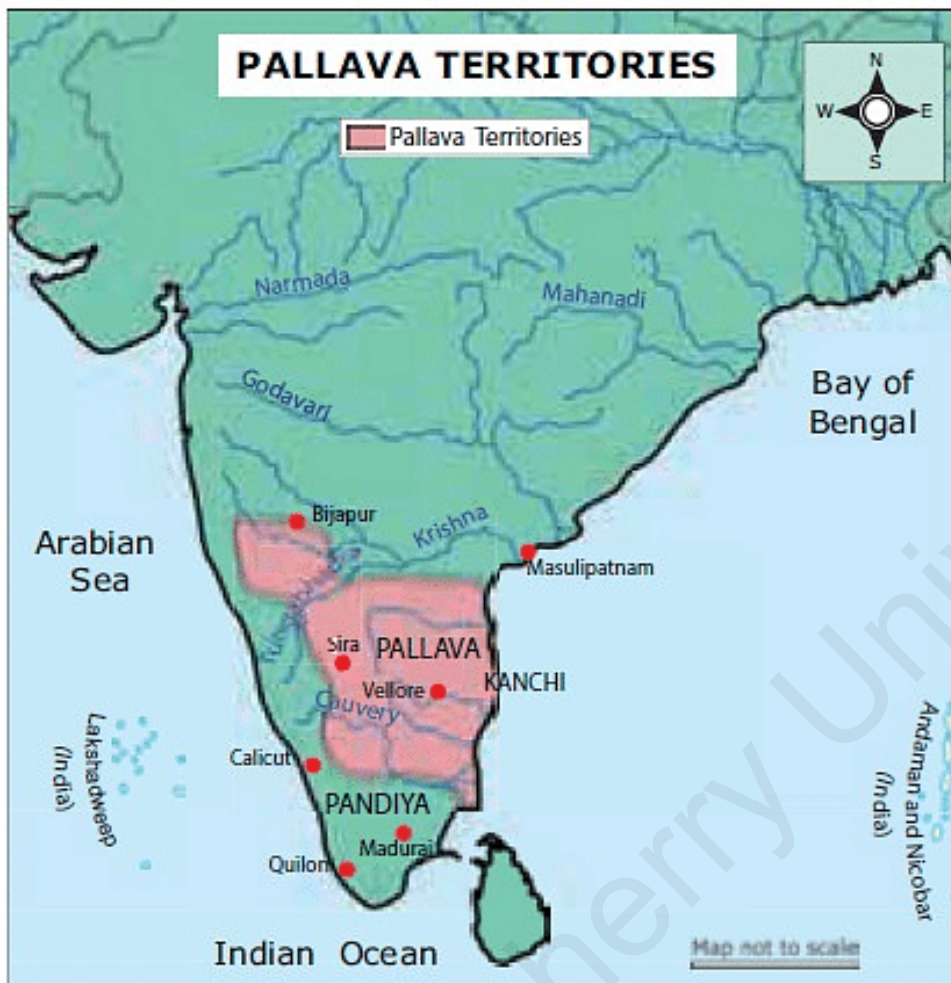 PALLAVA TERRITORIES
N
W
E
S
Pallava Territories
Narmada
Mahanadi
Godavari
Bay of
Bengal
Bijapur
Krishna
Arabian
Sea
Masulipatnam
Sira
PALLAVA
Vellore
KANCHI
Cauvery
Lakshadweep
(India)
Andaman and Nicobar
(India)
Calicut
PANDIYA
Madurai
Quilon
Indian Ocean
Map not to scale